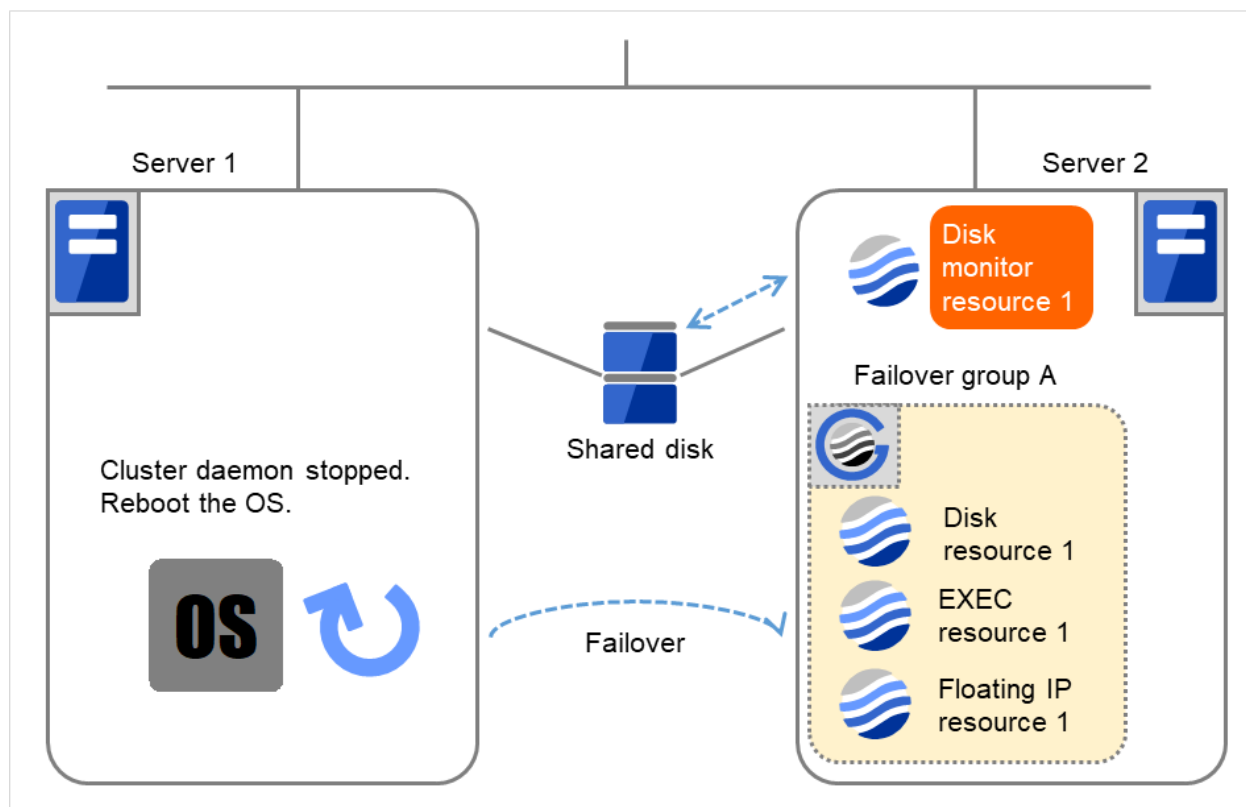 Server 1
Server 2
Disk
monitor
resource 1
Failover group A
Shared disk
Cluster daemon stopped.
Reboot the OS.
OS
Failover
Disk
resource 1
EXEC
resource 1
Floating IP
resource 1